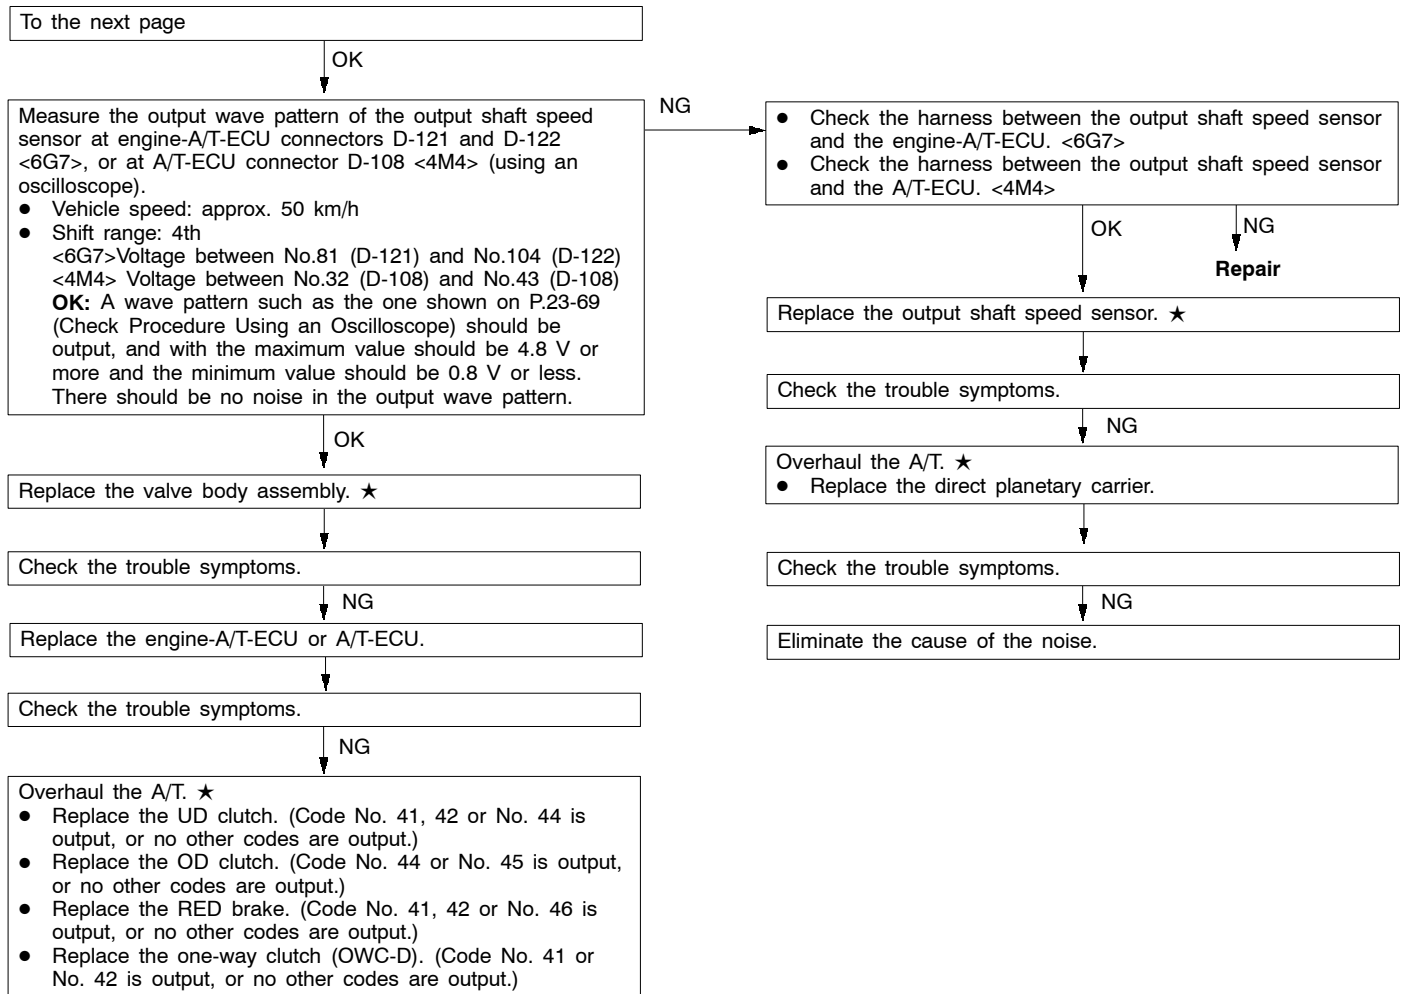 To the next page
OK
Measure the output wave pattern of the output shaft speed
sensor at engine-A/T-ECU connectors D-121 and D-122
<6G7>, or at A/T-ECU connector D-108 <4M4> (using an
oscilloscope).
● Vehicle speed: approx. 50 km/h
● Shift range: 4th
<6G7>Voltage between No.81 (D-121) and No.104 (D-122)
<4M4> Voltage between No.32 (D-108) and No.43 (D-108)
OK: A wave pattern such as the one shown on P.23-69
(Check Procedure Using an Oscilloscope) should be
output, and with the maximum value should be 4.8 V or
more and the minimum value should be 0.8 V or less.
There should be no noise in the output wave pattern.
OK
Replace the valve body assembly. ★
Check the trouble symptoms.
NG
Replace the engine-A/T-ECU or A/T-ECU.
Check the trouble symptoms.
NG
Overhaul the A/T. ★
● Replace the UD clutch. (Code No. 41, 42 or No. 44 is
output, or no other codes are output.)
● Replace the OD clutch. (Code No. 44 or No. 45 is output,
or no other codes are output.)
● Replace the RED brake. (Code No. 41, 42 or No. 46 is
output, or no other codes are output.)
● Replace the one-way clutch (OWC-D). (Code No. 41 or
No. 42 is output, or no other codes are output.)
NG
● Check the harness between the output shaft speed sensor
and the engine-A/T-ECU. <6G7>
● Check the harness between the output shaft speed sensor
and the A/T-ECU. <4M4>
OK
NG
Repair
Replace the output shaft speed sensor. ★
Check the trouble symptoms.
NG
Overhaul the A/T. ★
● Replace the direct planetary carrier.
Check the trouble symptoms.
NG
Eliminate the cause of the noise.